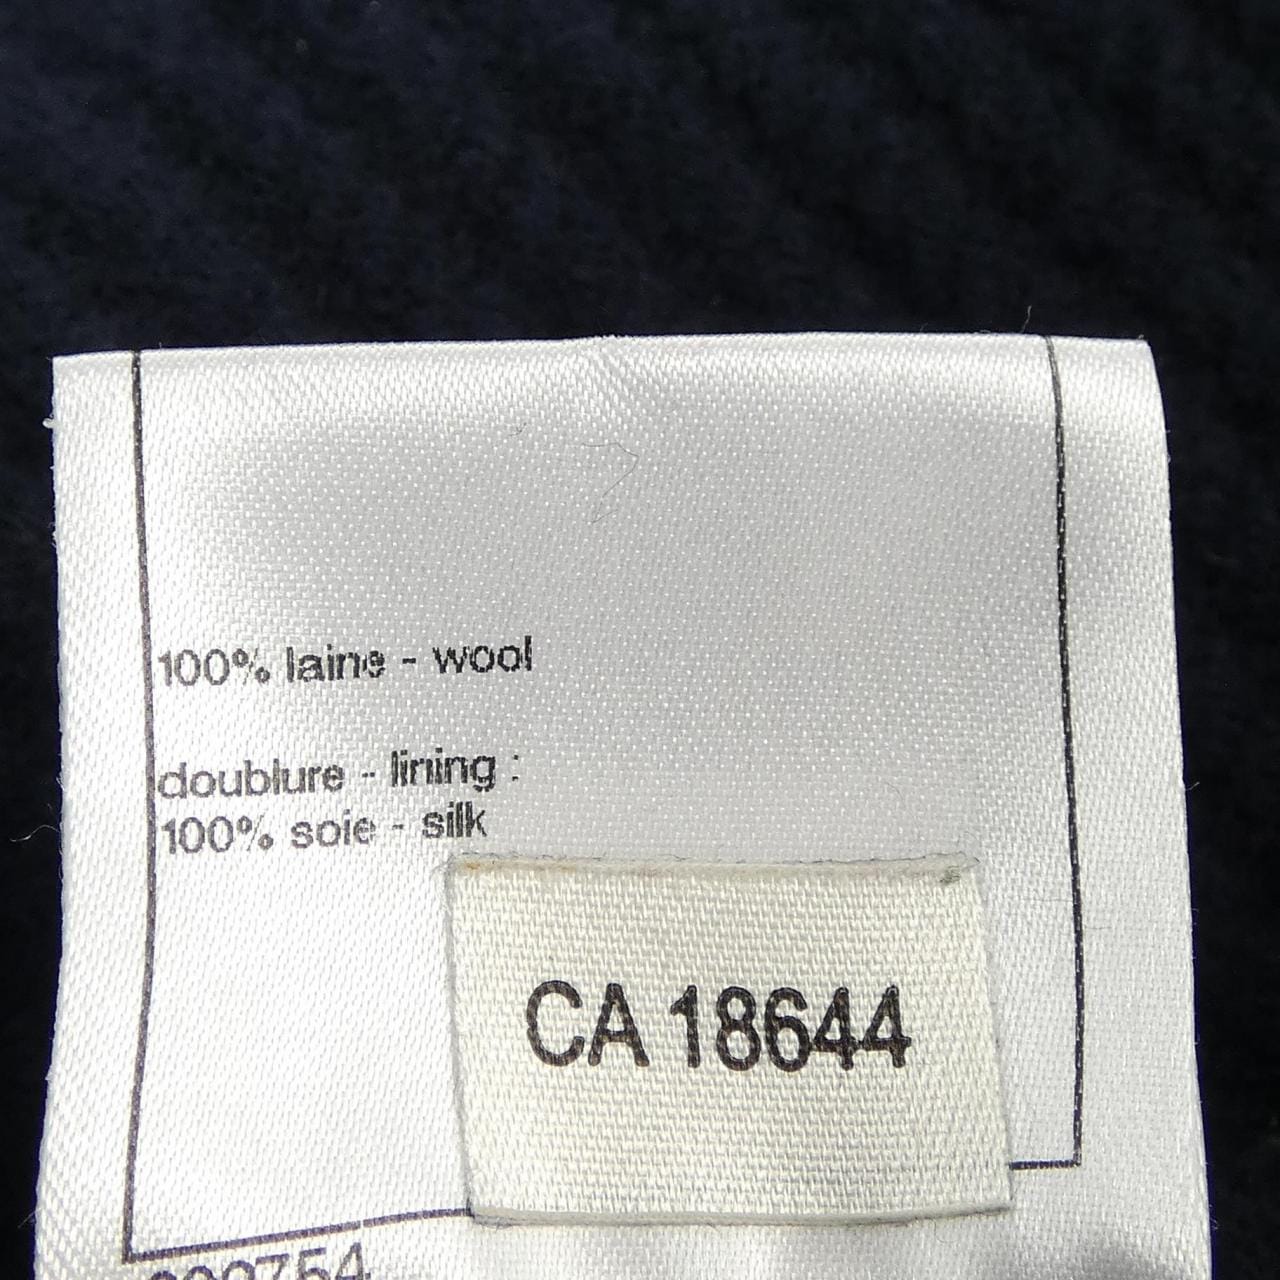 100% laine - wool
doublure - lining :
100% soie - silk
CA 18644